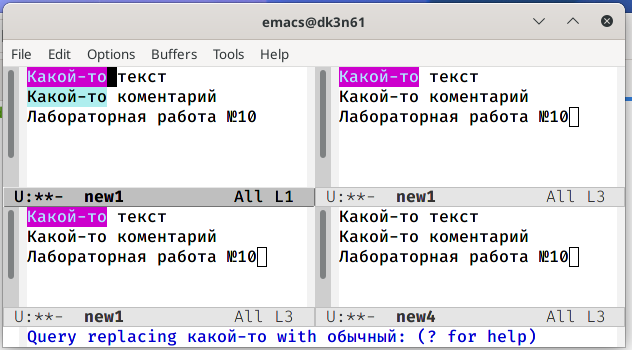 emacs@dk3n61
File Edit Options Buffers Tools Help
Какой-то текст
Какой-то коментарий
Лабораторная работа №10
U:**- new1 All L1
Какой-то текст
Какой-то коментарий
Лабораторная работа №10
U:**- new1 All L3
Какой-то текст
Какой-то коментарий
Лабораторная работа №10
U:**- new1 All L3
Какой-то текст
Какой-то коментарий
Лабораторная работа №10
U:**- new4 All L3
Query replacing какой-то with обычный: (? for help)